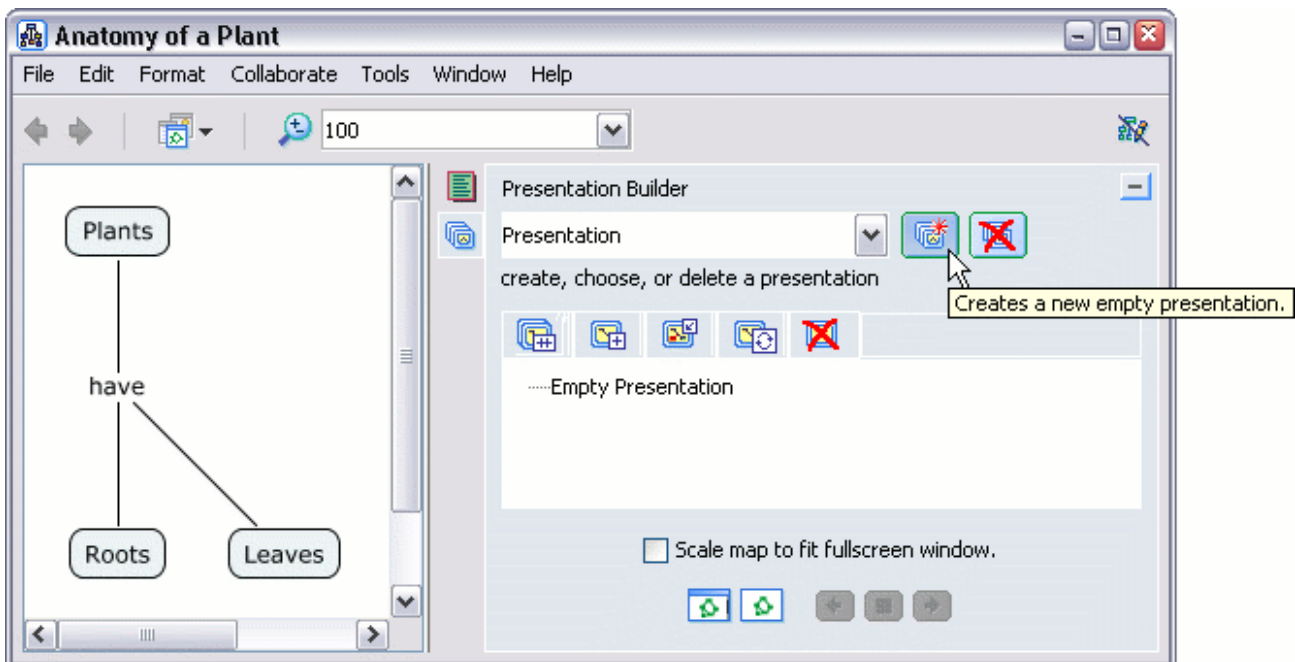 Anatomy of a Plant
File Edit Format Collaborate Tools Window Help
100
Plants
have
Roots
Leaves
Presentation Builder
Presentation
create, choose, or delete a presentation
Creates a new empty presentation.
Empty Presentation
Scale map to fit fullscreen window.